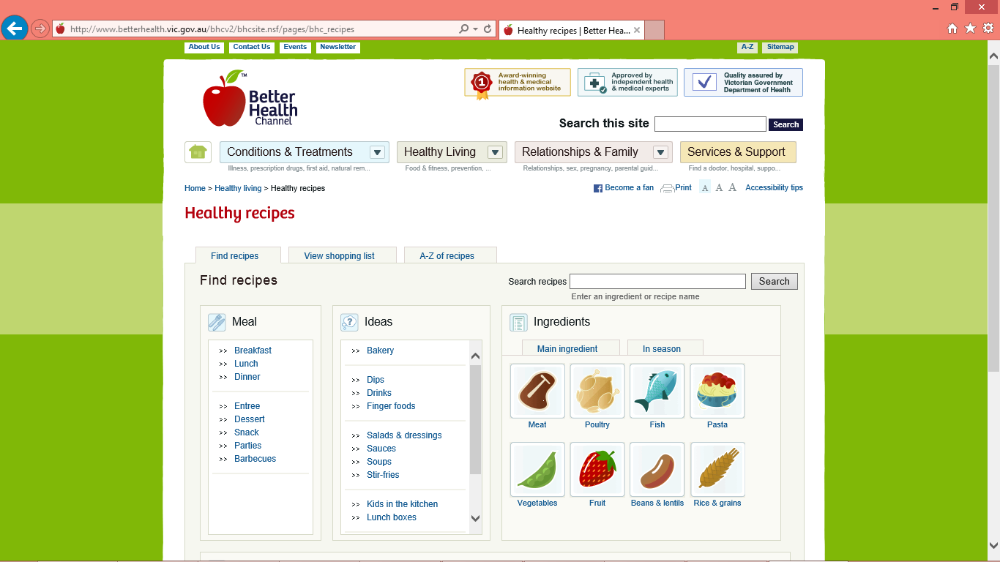 http://www.betterhealth.vic.gov.au/bhcv2/bhcsite.nsf/pages/bhc_recipes
Healthy recipes | Better Hea...
About Us
Contact Us
Events
Newsletter
A-Z
Sitemap
Better
Health
Channel
TM
1
Award-winning
health & medical
information website
Approved by
independent health
& medical experts
Quality assured by
Victorian Government
Department of Health
Search this site
Search
Conditions & Treatments
Illness, prescription drugs, first aid, natural rem...
Healthy Living
Food & fitness, prevention, ...
Relationships & Family
Relationships, sex, pregnancy, parental guid...
Services & Support
Find a doctor, hospital, suppo...
Home > Healthy living > Healthy recipes
Become a fan
Print
A A A
Accessibility tips
Healthy recipes
Find recipes
View shopping list
A-Z of recipes
Find recipes
Search recipes
Search
Enter an ingredient or recipe name
Meal
>> Breakfast
>> Lunch
>> Dinner
>> Entree
>> Dessert
>> Snack
>> Parties
>> Barbecues
? Ideas
>> Bakery
>> Dips
>> Drinks
>> Finger foods
>> Salads & dressings
>> Sauces
>> Soups
>> Stir-fries
>> Kids in the kitchen
>> Lunch boxes
Ingredients
Main ingredient
In season
Meat
Poultry
Fish
Pasta
Vegetables
Fruit
Beans & lentils
Rice & grains